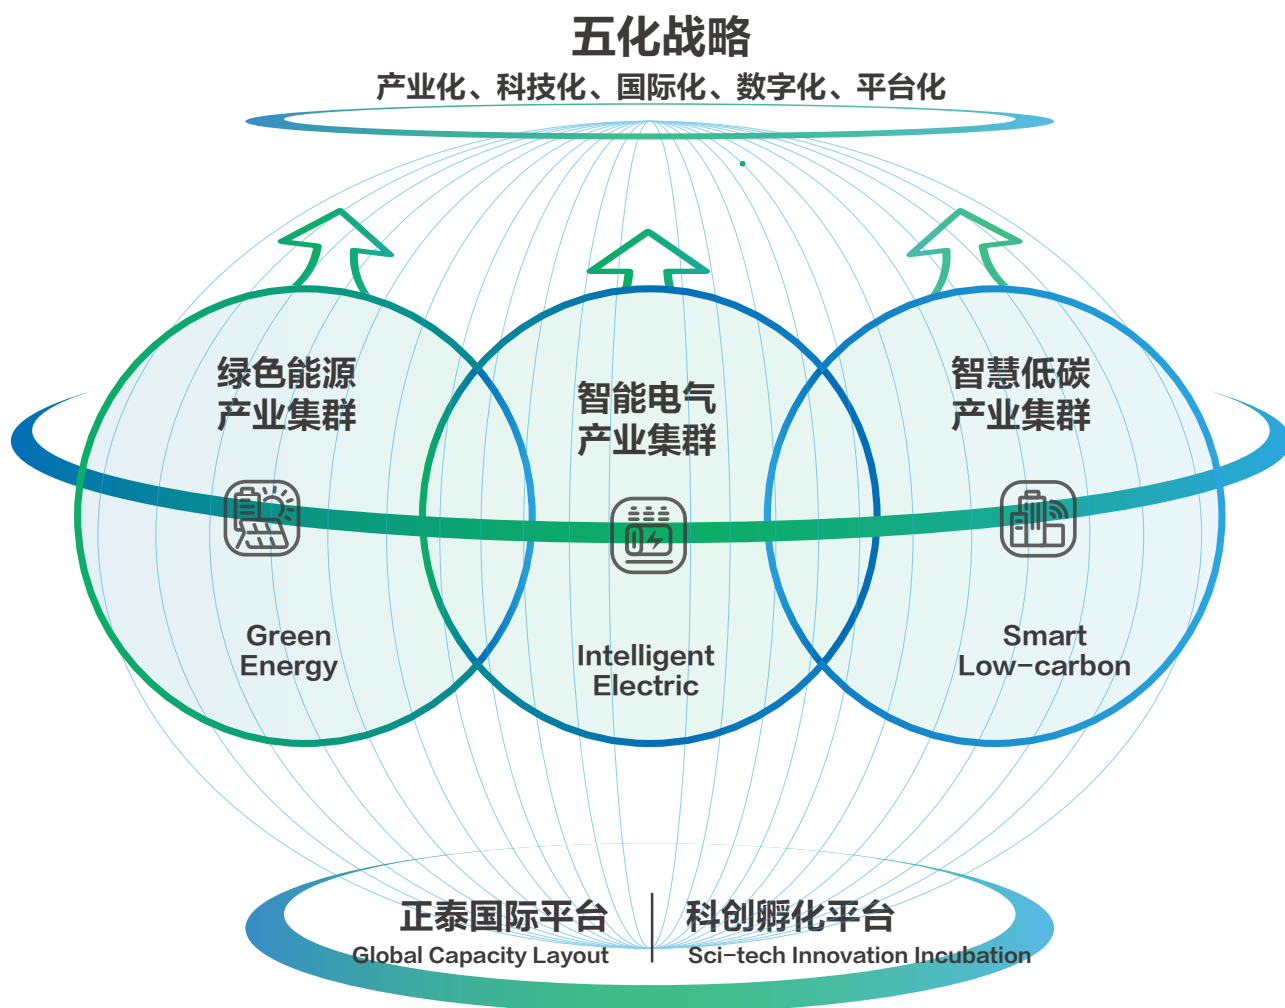 五化战略
产业化、科技化、国际化、数字化、平台化
绿色能源
产业集群
Green
Energy
智能电气
产业集群
Intelligent
Electric
智慧低碳
产业集群
Smart
Low-carbon
正泰国际平台
Global Capacity Layout
科创孵化平台
Sci-tech Innovation Incubation